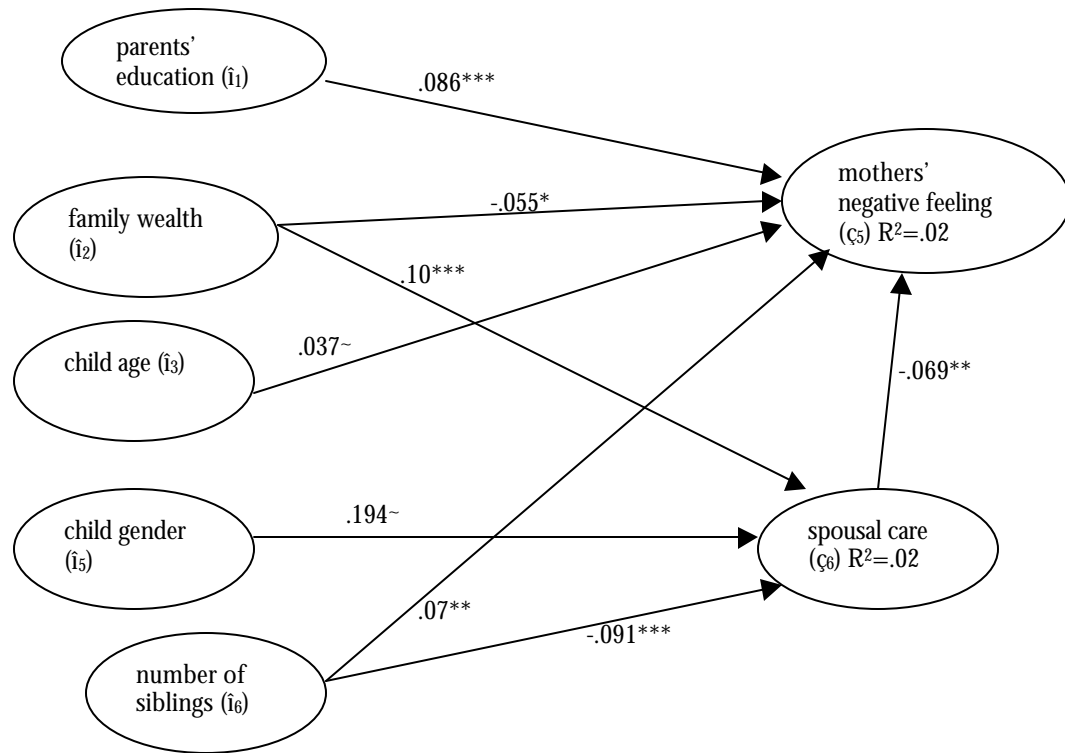 parents’
education (î₁)
.086***
mothers’
negative feeling
(ç₅) R²=.02
family wealth
(î₂)
-.055*
.10***
child age (î₃)
.037~
-.069**
child gender
(î₅)
.194~
spousal care
(ç₆) R²=.02
.07**
-.091***
number of
siblings (î₆)